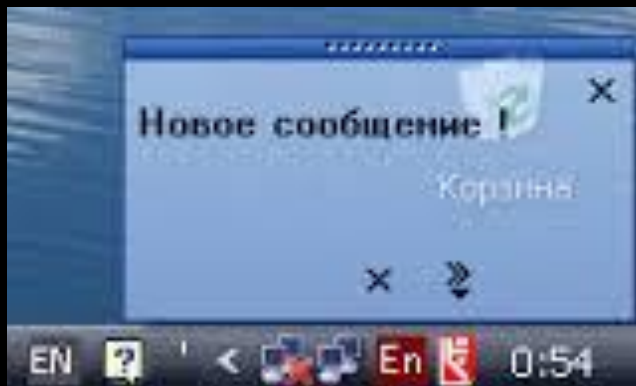 Новое сообщение !
Корзина
EN ? ' < En 0:54